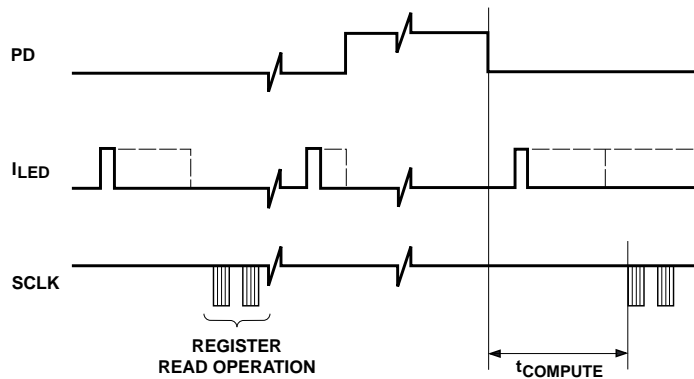 PD
ILED
SCLK
REGISTER
READ OPERATION
tCOMPUTE